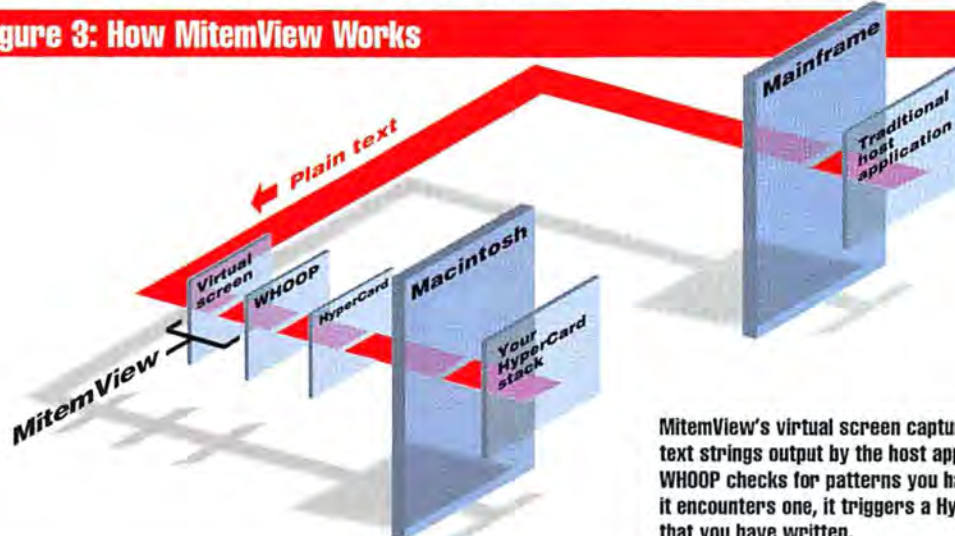 gure 3: How MitemView Works
Mainframe
Traditional
host
application
Plain text
Virtual
screen
WHOOP
HyperCard
Macintosh
Your
HyperCard
stack
MitemView
MitemView's virtual screen captu
text strings output by the host app
WHOOP checks for patterns you ha
it encounters one, it triggers a Hy
that you have written.